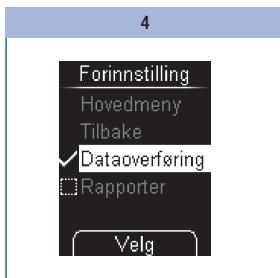 4
Forinnstilling
Hovedmeny
Tilbake
Dataoverføring
Rapporter
Velg